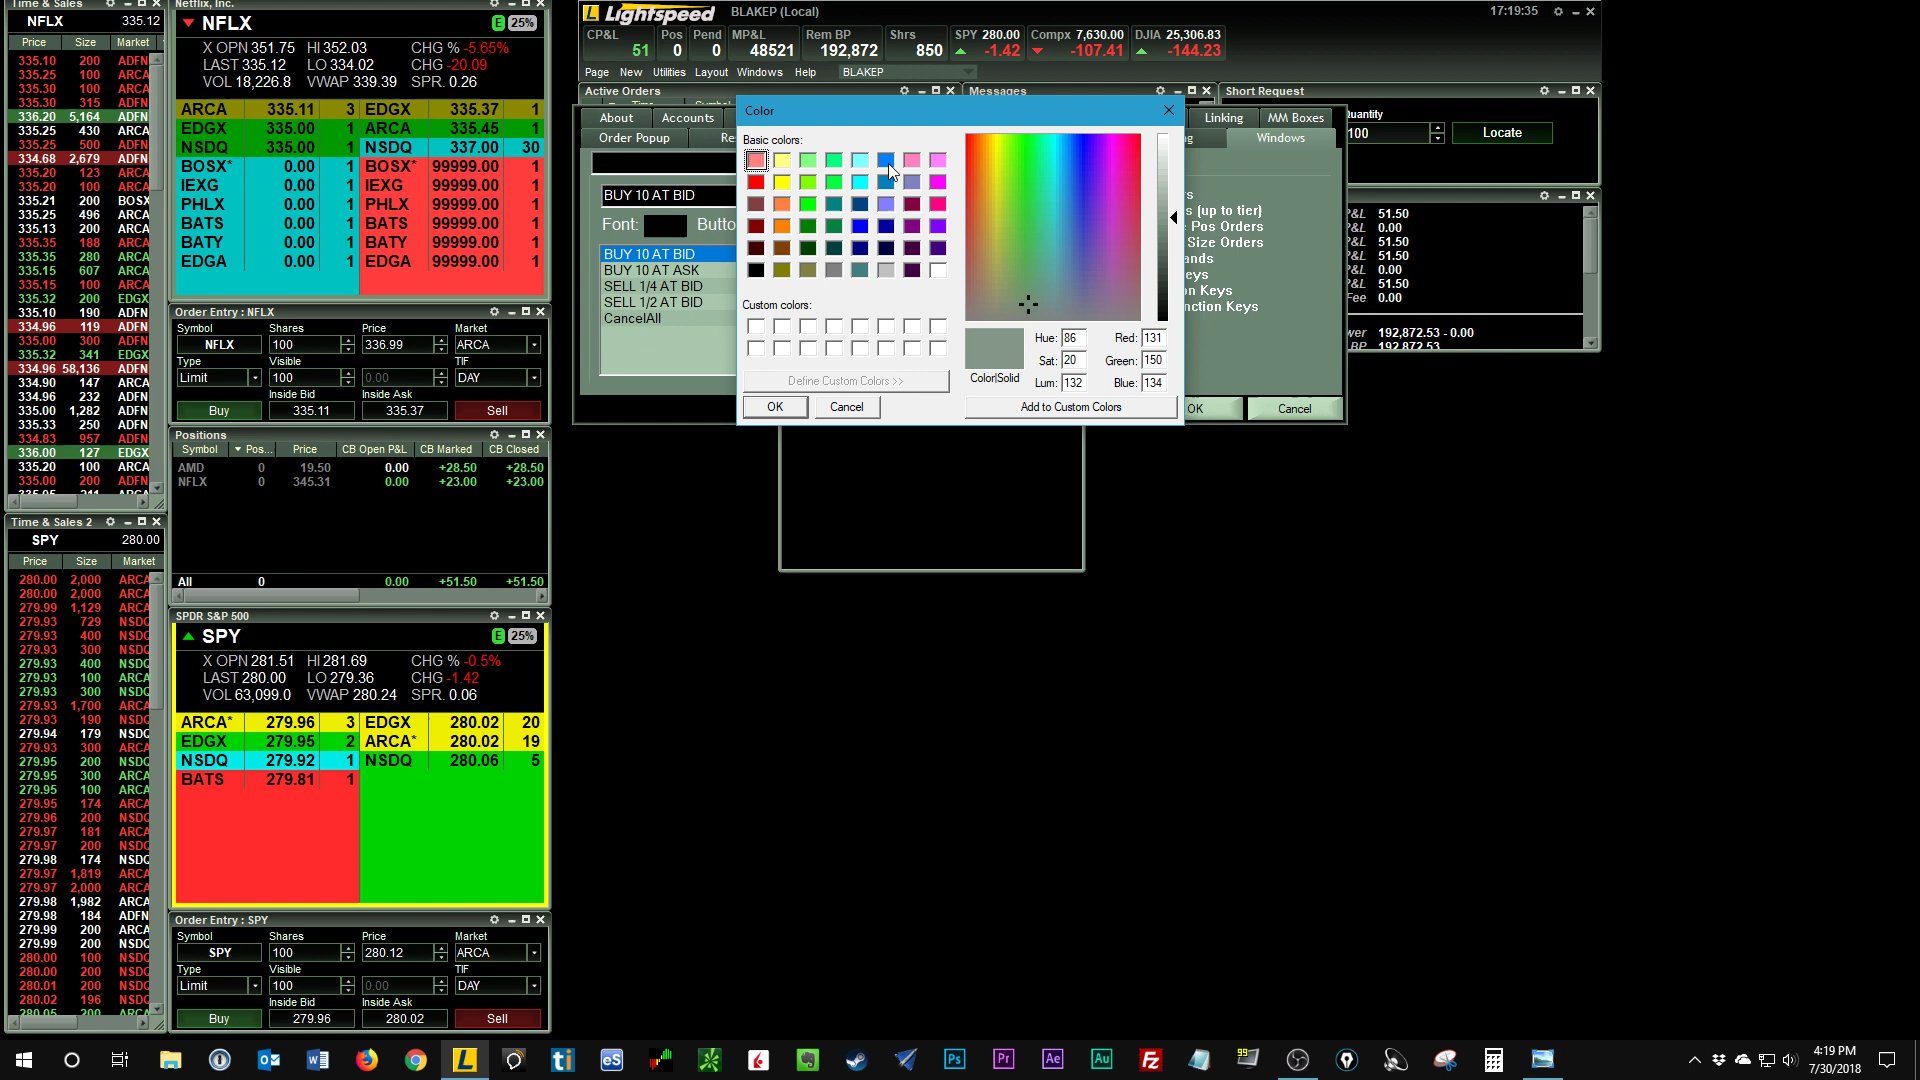 Time & Sales
NFLX 335.12
Price Size Market
335.10 200 ADFN
335.25 100 ARCA
335.30 100 ARCA
335.30 315 ADFN
336.20 5,164 ADFN
335.25 430 ARCA
335.25 500 ADFN
334.68 2,679 ADFN
335.20 123 ARCA
335.20 100 ARCA
335.21 200 BOSX
335.25 496 ARCA
335.13 200 ARCA
335.35 188 ARCA
335.35 280 ARCA
335.15 607 ARCA
335.15 100 ARCA
335.32 200 EDGX
335.10 190 ADFN
334.96 119 ADFN
335.00 300 ADFN
335.32 341 EDGX
334.96 58,136 ADFN
334.90 147 ARCA
334.96 232 ADFN
335.00 1,282 ADFN
335.33 250 ADFN
334.83 957 ADFN
336.00 127 EDGX
335.20 100 ARCA
335.00 200 ADFN
Time & Sales 2
SPY 280.00
Price Size Market
280.00 2,000 ARCA
280.00 2,000 ARCA
279.99 1,129 ARCA
279.93 729 NSDQ
279.93 400 NSDQ
279.93 300 NSDQ
279.93 400 NSDQ
279.93 100 ARCA
279.93 300 NSDQ
279.93 1,700 ARCA
279.93 190 NSDQ
279.94 179 NSDQ
279.93 300 ARCA
279.95 200 NSDQ
279.95 300 ARCA
279.95 100 ARCA
279.95 174 ARCA
279.96 200 NSDQ
279.97 181 ARCA
279.97 200 NSDQ
279.98 174 NSDQ
279.97 1,819 ARCA
279.97 2,000 ARCA
279.98 1,982 ARCA
279.98 184 ADFN
279.99 200 ARCA
279.99 200 NSDQ
280.00 100 NSDQ
280.00 200 NSDQ
280.01 200 NSDQ
280.02 196 NSDQ
280.05 200 ARCA
Netflix, Inc.
NFLX E 25%
X OPN 351.75 HI 352.03 CHG % -5.65%
LAST 335.12 LO 334.02 CHG -20.09
VOL 18,226.8 VWAP 339.39 SPR. 0.26
ARCA 335.11 3 EDGX 335.37 1
EDGX 335.00 1 ARCA 335.45 1
NSDQ 335.00 1 NSDQ 337.00 30
BOSX* 0.00 1 BOSX* 99999.00 1
IEXG 0.00 1 IEXG 99999.00 1
PHLX 0.00 1 PHLX 99999.00 1
BATS 0.00 1 BATS 99999.00 1
BATY 0.00 1 BATY 99999.00 1
EDGA 0.00 1 EDGA 99999.00 1
Order Entry : NFLX
Symbol Shares Price Market
NFLX 100 336.99 ARCA
Type Visible TIF
Limit 100 0.00 DAY
Inside Bid Inside Ask
Buy 335.11 335.37 Sell
Positions
Symbol Pos... Price CB Open P&L CB Marked CB Closed
AMD 0 19.50 0.00 +28.50 +28.50
NFLX 0 345.31 0.00 +23.00 +23.00
All 0 0.00 +51.50 +51.50
SPDR S&P 500
SPY E 25%
X OPN 281.51 HI 281.69 CHG % -0.5%
LAST 280.00 LO 279.36 CHG -1.42
VOL 63,099.0 VWAP 280.24 SPR. 0.06
ARCA* 279.96 3 EDGX 280.02 20
EDGX 279.95 2 ARCA* 280.02 19
NSDQ 279.92 1 NSDQ 280.06 5
BATS 279.81 1
Order Entry : SPY
Symbol Shares Price Market
SPY 100 280.12 ARCA
Type Visible TIF
Limit 100 0.00 DAY
Inside Bid Inside Ask
Buy 279.96 280.02 Sell
L Lightspeed BLAKEP (Local) 17:19:35
CP&L Pos Pend MP&L Rem BP Shrs SPY 280.00 Compx 7,630.00 DJIA 25,306.83
51 0 0 48521 192,872 850 -1.42 -107.41 -144.23
Page New Utilities Layout Windows Help BLAKEP
Active Orders Messages Short Request
About Accounts Linking MM Boxes
Order Popup Windows
BUY 10 AT BID
Font: Butto
BUY 10 AT BID
BUY 10 AT ASK
SELL 1/4 AT BID
SELL 1/2 AT BID
CancelAll
Color
Basic colors:
Custom colors:
Define Custom Colors >>
OK Cancel
Color|Solid
Hue: 86 Red: 131
Sat: 20 Green: 150
Lum: 132 Blue: 134
Add to Custom Colors
s (up to tier)
Pos Orders
Size Orders
ands
eys
n Keys
nction Keys
OK Cancel
uantity
100 Locate
P&L 51.50
P&L 0.00
P&L 51.50
P&L 51.50
P&L 0.00
P&L 51.50
Fee 0.00
wer 192,872.53 - 0.00
BP 192,872.53
4:19 PM
7/30/2018